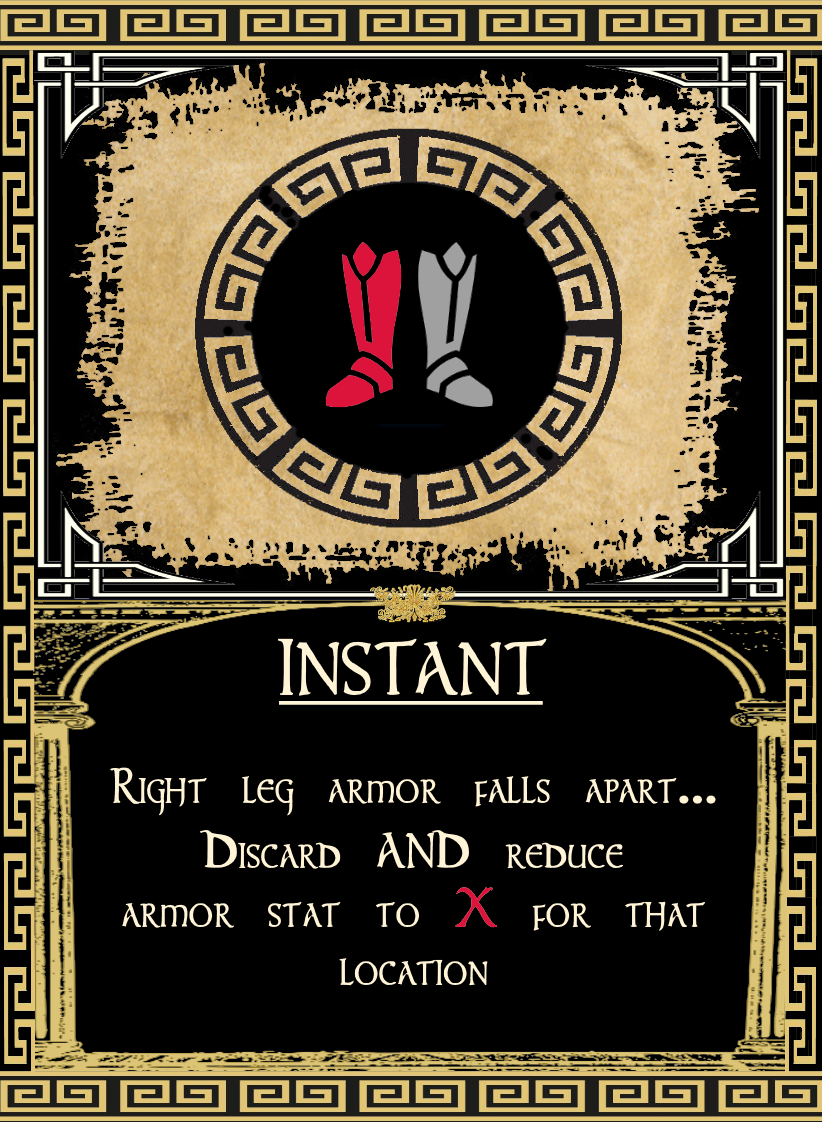 INSTANT
RIGHT LEG ARMOR FALLS APART...
DISCARD AND REDUCE
ARMOR STAT TO X FOR THAT
LOCATION